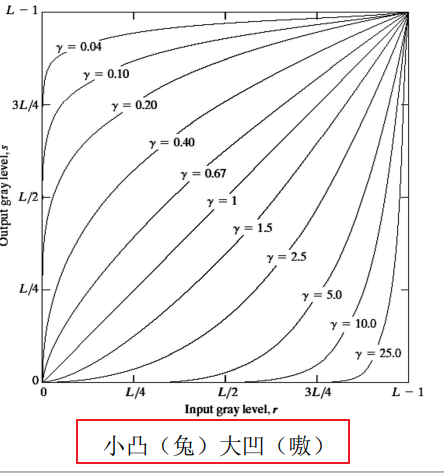 L − 1
γ = 0.04
γ = 0.10
3L/4
γ = 0.20
γ = 0.40
γ = 0.67
Output gray level, s
L/2
γ = 1
γ = 1.5
γ = 2.5
L/4
γ = 5.0
γ = 10.0
γ = 25.0
0
0 L/4 L/2 3L/4 L − 1
Input gray level, r
小凸（兔）大凹（嗷）